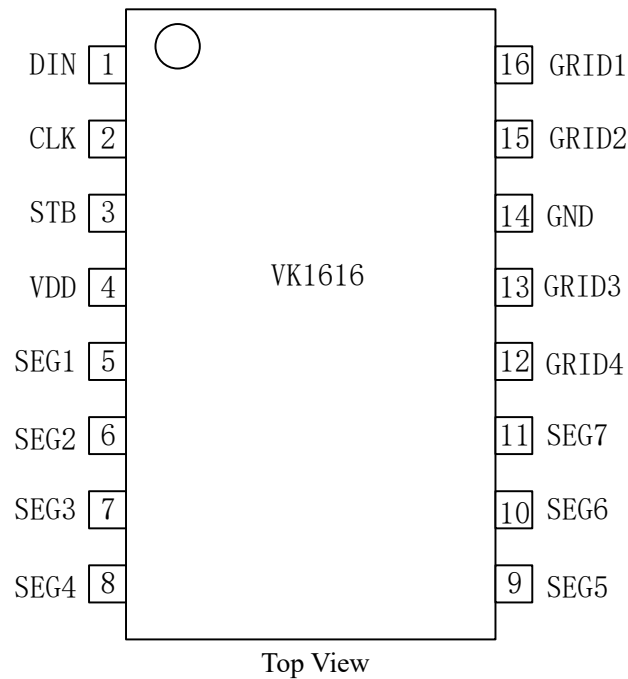 DIN 1 16 GRID1
CLK 2 15 GRID2
STB 3 14 GND
VK1616
VDD 4 13 GRID3
SEG1 5 12 GRID4
SEG2 6 11 SEG7
SEG3 7 10 SEG6
SEG4 8 9 SEG5
Top View